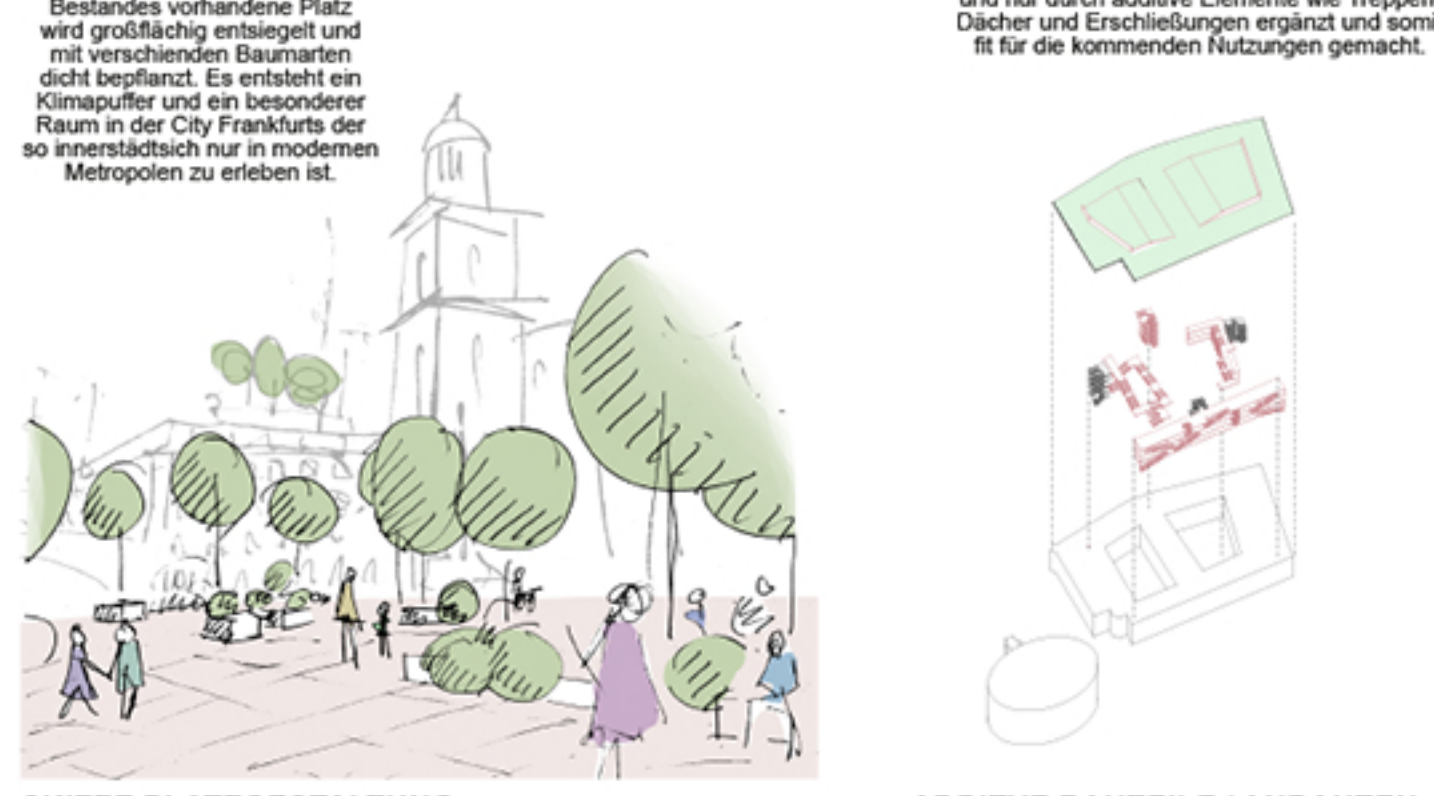 Bestandes vorhandene Platz
wird großflächig entsiegelt und
mit verschienden Baumarten
dicht bepflanzt. Es entsteht ein
Klimapuffer und ein besonderer
Raum in der City Frankfurts der
so innerstädtsich nur in modernen
Metropolen zu erleben ist.
und nur durch additive Elemente wie Treppen
Dächer und Erschließungen ergänzt und somi
fit für die kommenden Nutzungen gemacht.